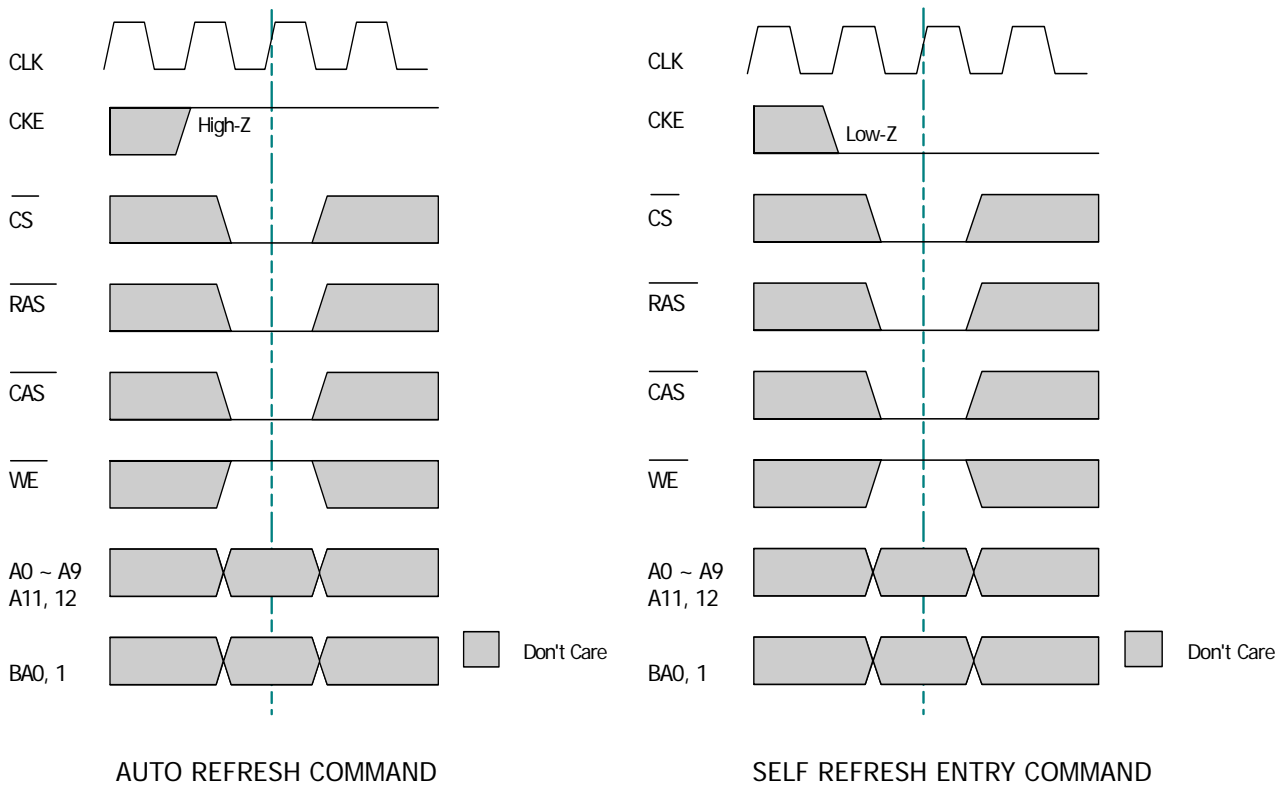 CLK
CKE
High-Z
CS
RAS
CAS
WE
A0 ~ A9
A11, 12
BA0, 1
Don't Care
AUTO REFRESH COMMAND
CLK
CKE
Low-Z
CS
RAS
CAS
WE
A0 ~ A9
A11, 12
BA0, 1
Don't Care
SELF REFRESH ENTRY COMMAND